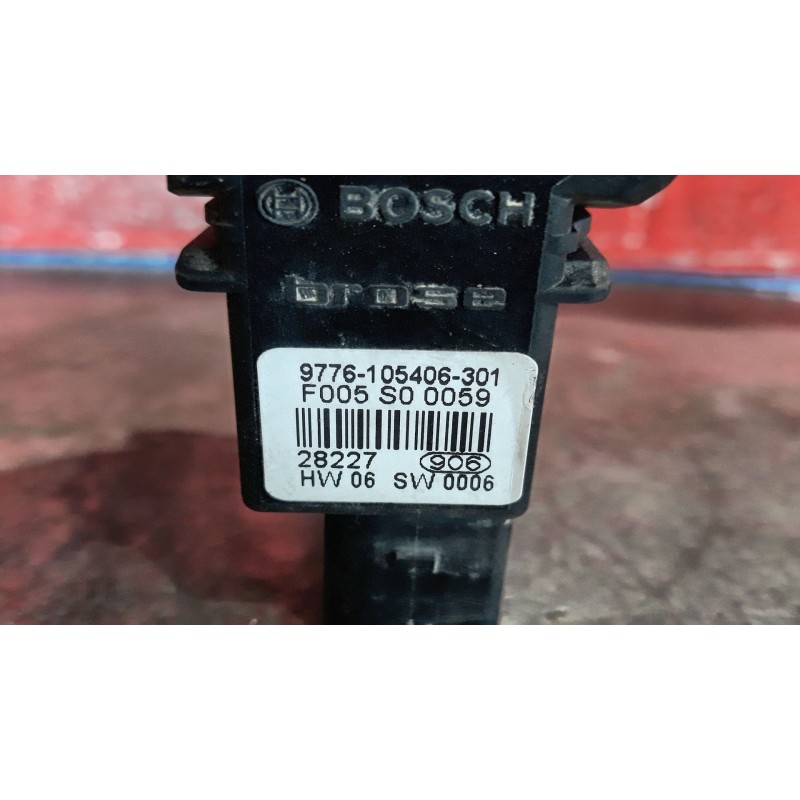 BOSCH
brose
9776-105406-301
F005 S0 0059
28227 906
HW 06 SW 0006